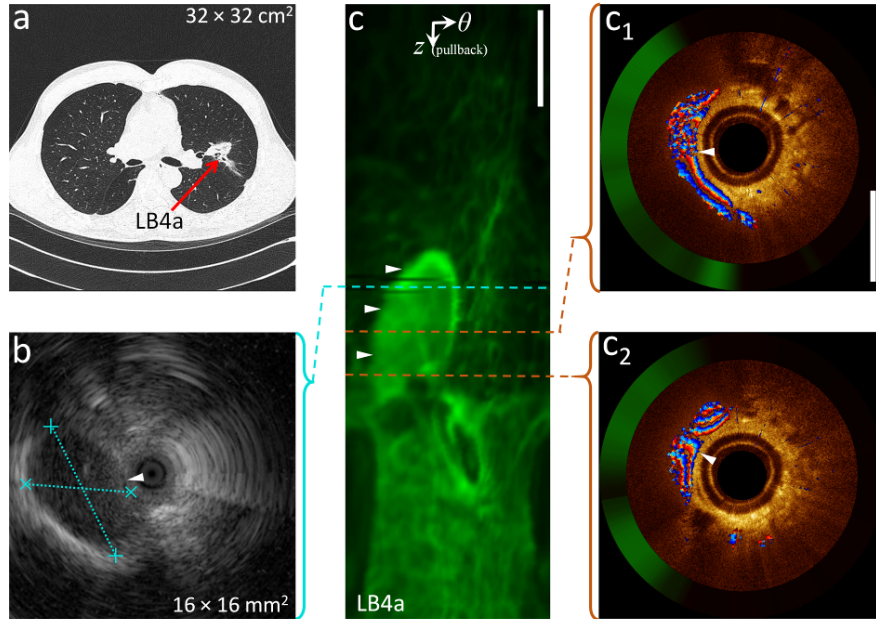 a
32 × 32 cm²
LB4a
b
16 × 16 mm²
c
θ
z (pullback)
LB4a
c₁
c₂